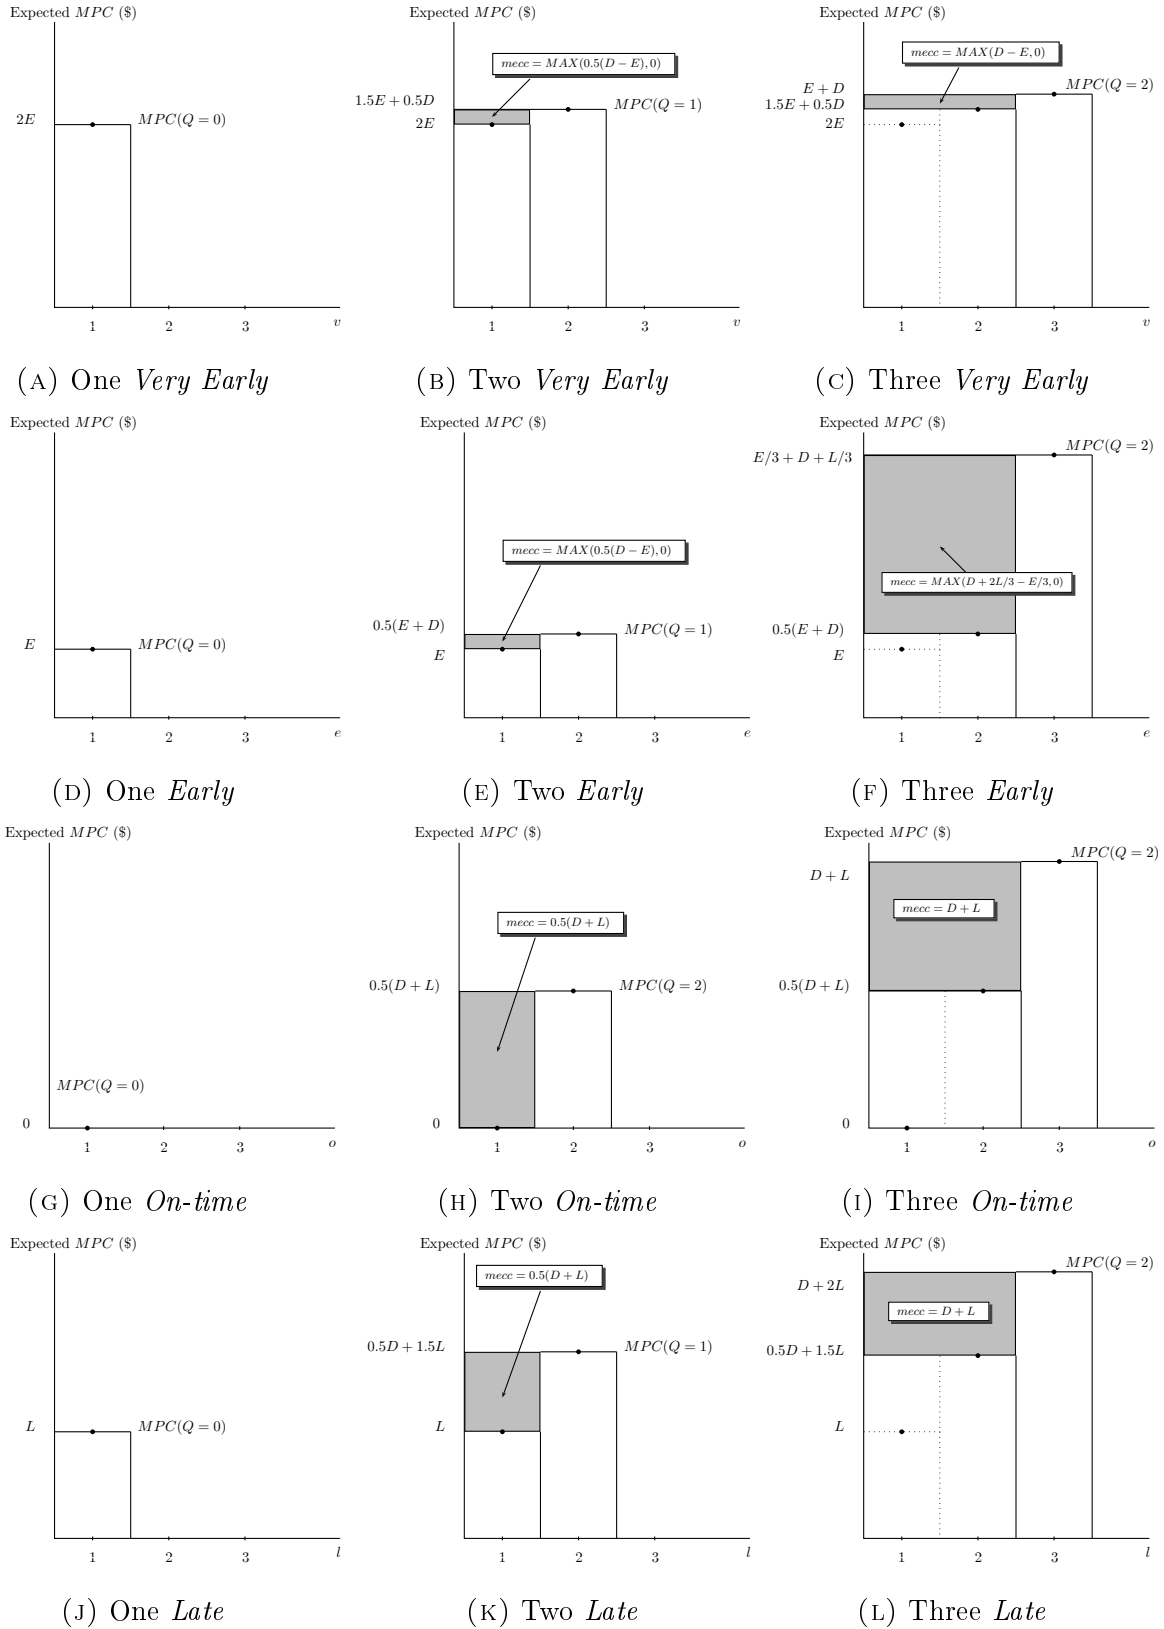 Expected MPC ($)
mecc = MAX(0.5(D − E), 0)
1.5E + 0.5D
MPC(Q = 1)
2E
MPC(Q = 0)
2E
1
2
3
v
1
2
3
v
Expected MPC ($)
Expected MPC ($)
mecc = MAX(D − E, 0)
E + D
MPC(Q = 2)
1.5E + 0.5D
2E
1
2
3
v
(A) One Very Early
(B) Two Very Early
(C) Three Very Early
Expected MPC ($)
E
MPC(Q = 0)
1
2
3
e
Expected MPC ($)
mecc = MAX(0.5(D − E), 0)
0.5(E + D)
MPC(Q = 1)
E
1
2
3
e
Expected MPC ($)
MPC(Q = 2)
E/3 + D + L/3
mecc = MAX(D + 2L/3 − E/3, 0)
0.5(E + D)
E
1
2
3
e
(D) One Early
(E) Two Early
(F) Three Early
Expected MPC ($)
MPC(Q = 0)
0
1
2
3
o
Expected MPC ($)
mecc = 0.5(D + L)
0.5(D + L)
MPC(Q = 2)
0
1
2
3
o
Expected MPC ($)
MPC(Q = 2)
D + L
mecc = D + L
0.5(D + L)
0
1
2
3
o
(G) One On-time
(H) Two On-time
(I) Three On-time
Expected MPC ($)
L
MPC(Q = 0)
1
2
3
l
Expected MPC ($)
mecc = 0.5(D + L)
0.5D + 1.5L
MPC(Q = 1)
L
1
2
3
l
Expected MPC ($)
MPC(Q = 2)
D + 2L
mecc = D + L
0.5D + 1.5L
L
1
2
3
l
(J) One Late
(K) Two Late
(L) Three Late